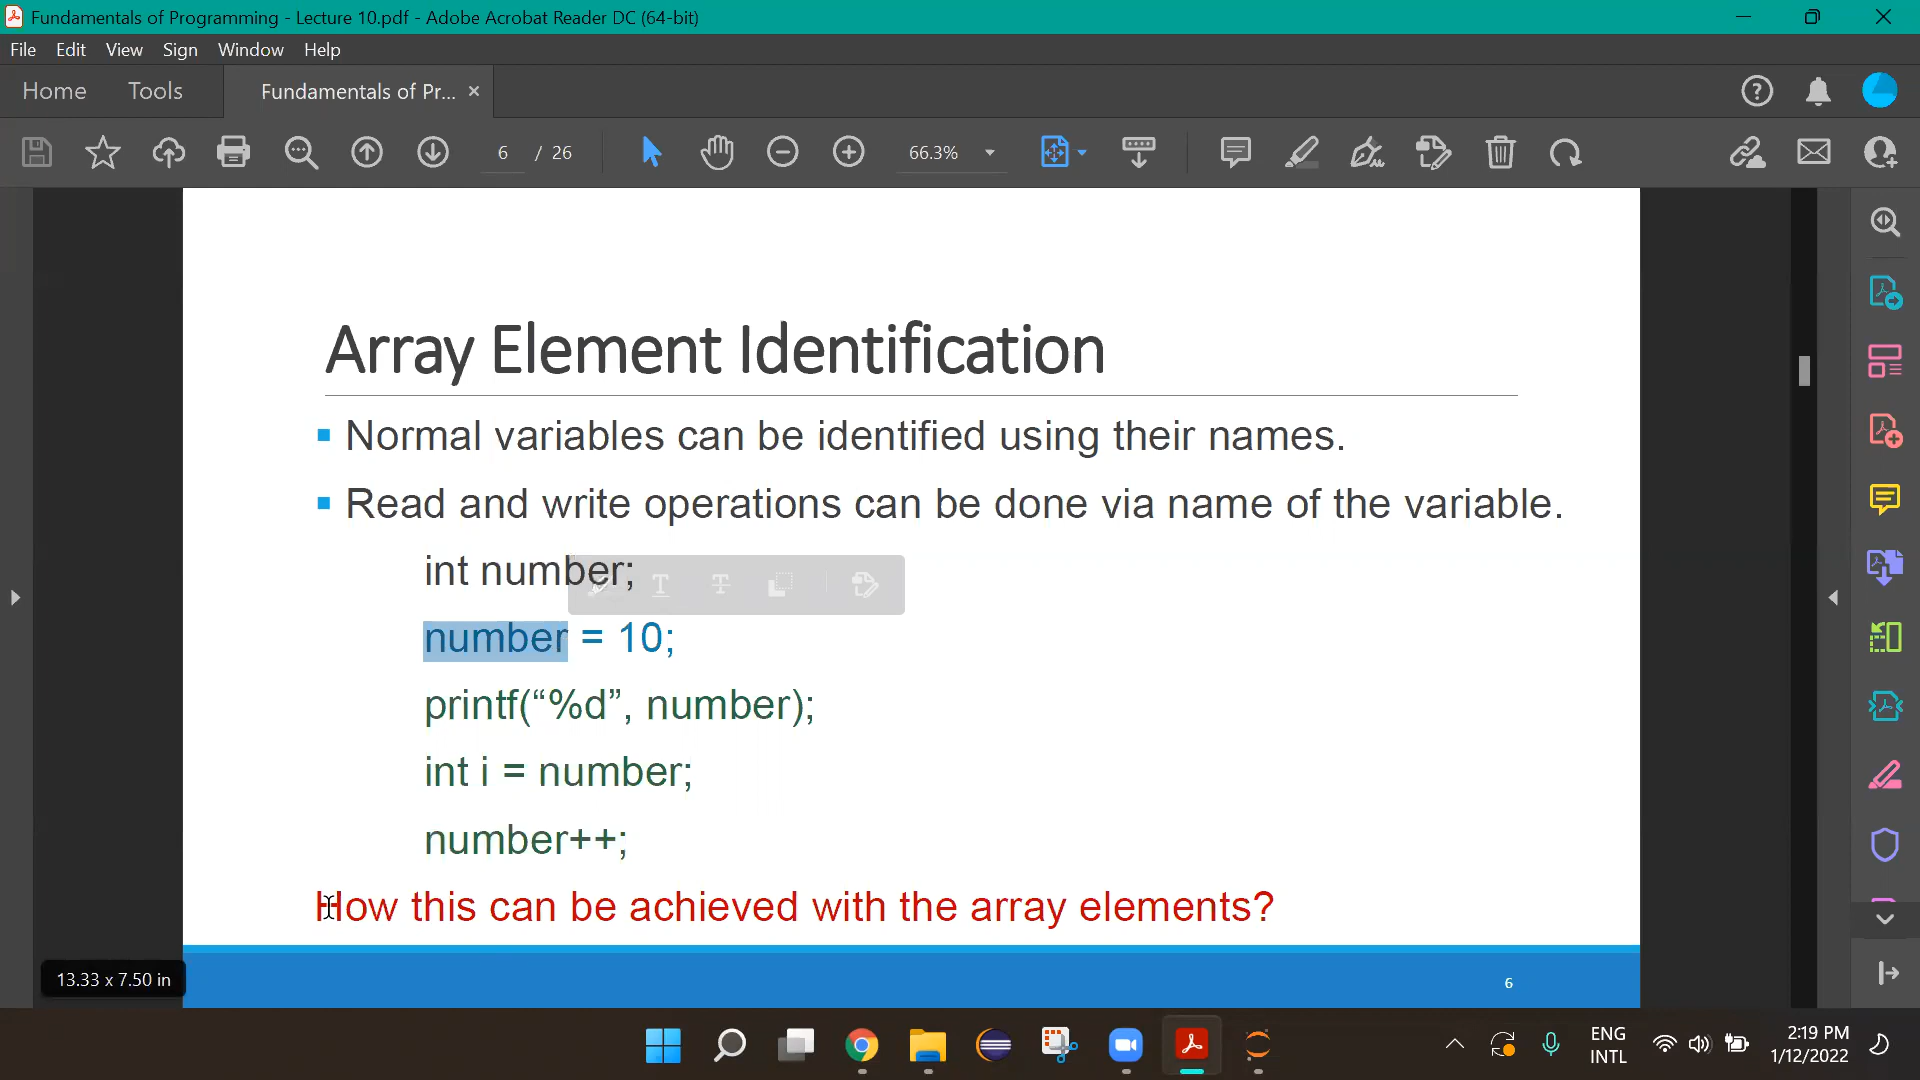 Fundamentals of Programming - Lecture 10.pdf - Adobe Acrobat Reader DC (64-bit)
File Edit View Sign Window Help
Home Tools Fundamentals of Pr... ×
6 / 26 66.3%
Array Element Identification
Normal variables can be identified using their names.
Read and write operations can be done via name of the variable.
int number;
number = 10;
printf(“%d”, number);
int i = number;
number++;
How this can be achieved with the array elements?
13.33 x 7.50 in
6
ENG
INTL
2:19 PM
1/12/2022